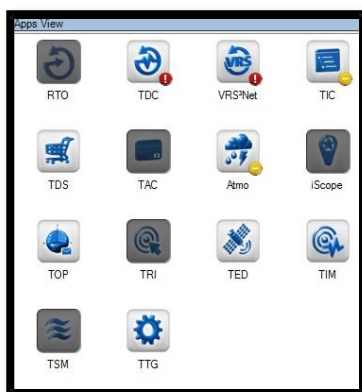 Apps View
RTO TDC VRS³Net TIC
TDS TAC Atmo iScope
TOP TRI TED TIM
TSM TTG